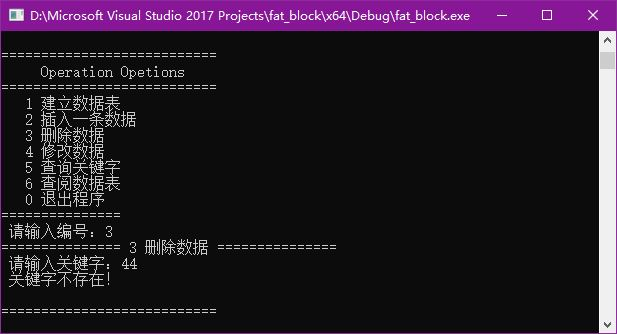 D:\Microsoft Visual Studio 2017 Projects\fat_block\x64\Debug\fat_block.exe
===========================
Operation Opetions
===========================
1 建立数据表
2 插入一条数据
3 删除数据
4 修改数据
5 查询关键字
6 查阅数据表
0 退出程序
===============
请输入编号: 3
=============== 3 删除数据 ===============
请输入关键字: 44
关键字不存在!
===========================